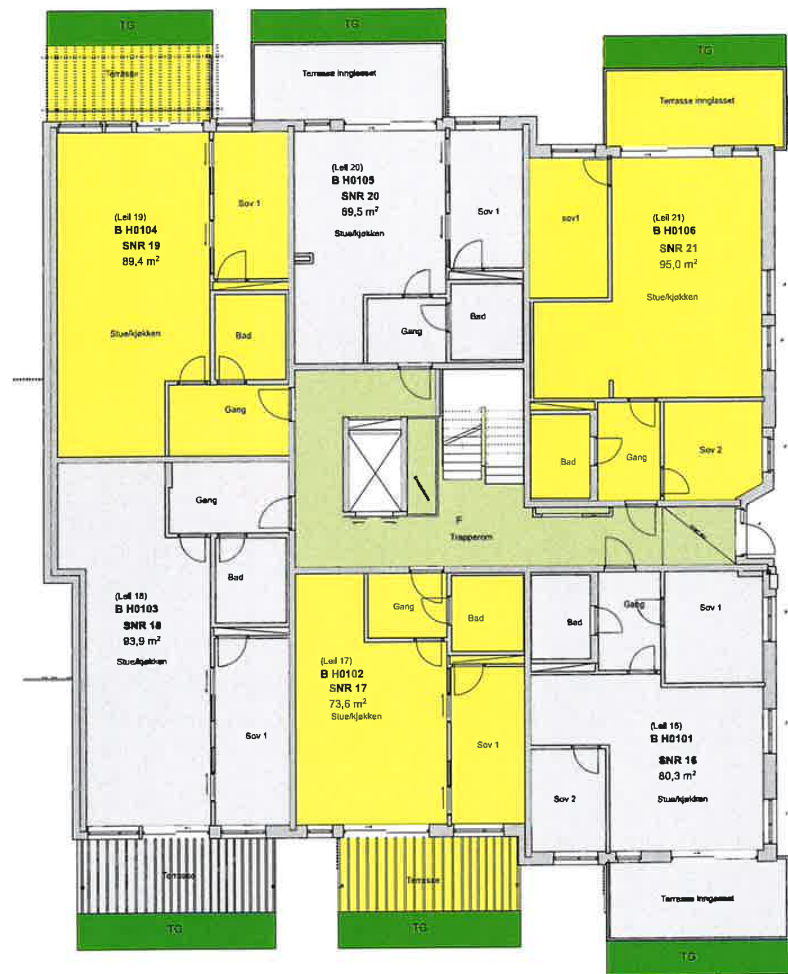 TG
TG
TG
Terrasse
Terrasse innglasset
Terrasse innglasset
(Leil 19)
B H0104
SNR 19
89,4 m²
Stue/kjøkken
Sov 1
Bad
Gang
(Leil 20)
B H0105
SNR 20
69,5 m²
Stue/kjøkken
Sov 1
Gang
Bad
sov1
(Leil 21)
B H0106
SNR 21
95,0 m²
Stue/kjøkken
Bad
Gang
Sov 2
F
Trapperom
Gang
Bad
(Leil 18)
B H0103
SNR 18
93,9 m²
Stue/kjøkken
Sov 1
Gang
Bad
(Leil 17)
B H0102
SNR 17
73,6 m²
Stue/kjøkken
Sov 1
Bad
Gang
Sov 1
B H0101
SNR 16
80,3 m²
Stue/kjøkken
Sov 2
Terrasse
Terrasse
Terrasse innglasset
TG
TG
TG